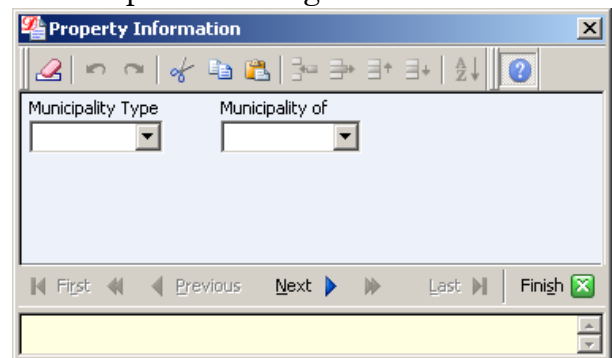 Property Information
Municipality Type Municipality of
First Previous Next Last Finish